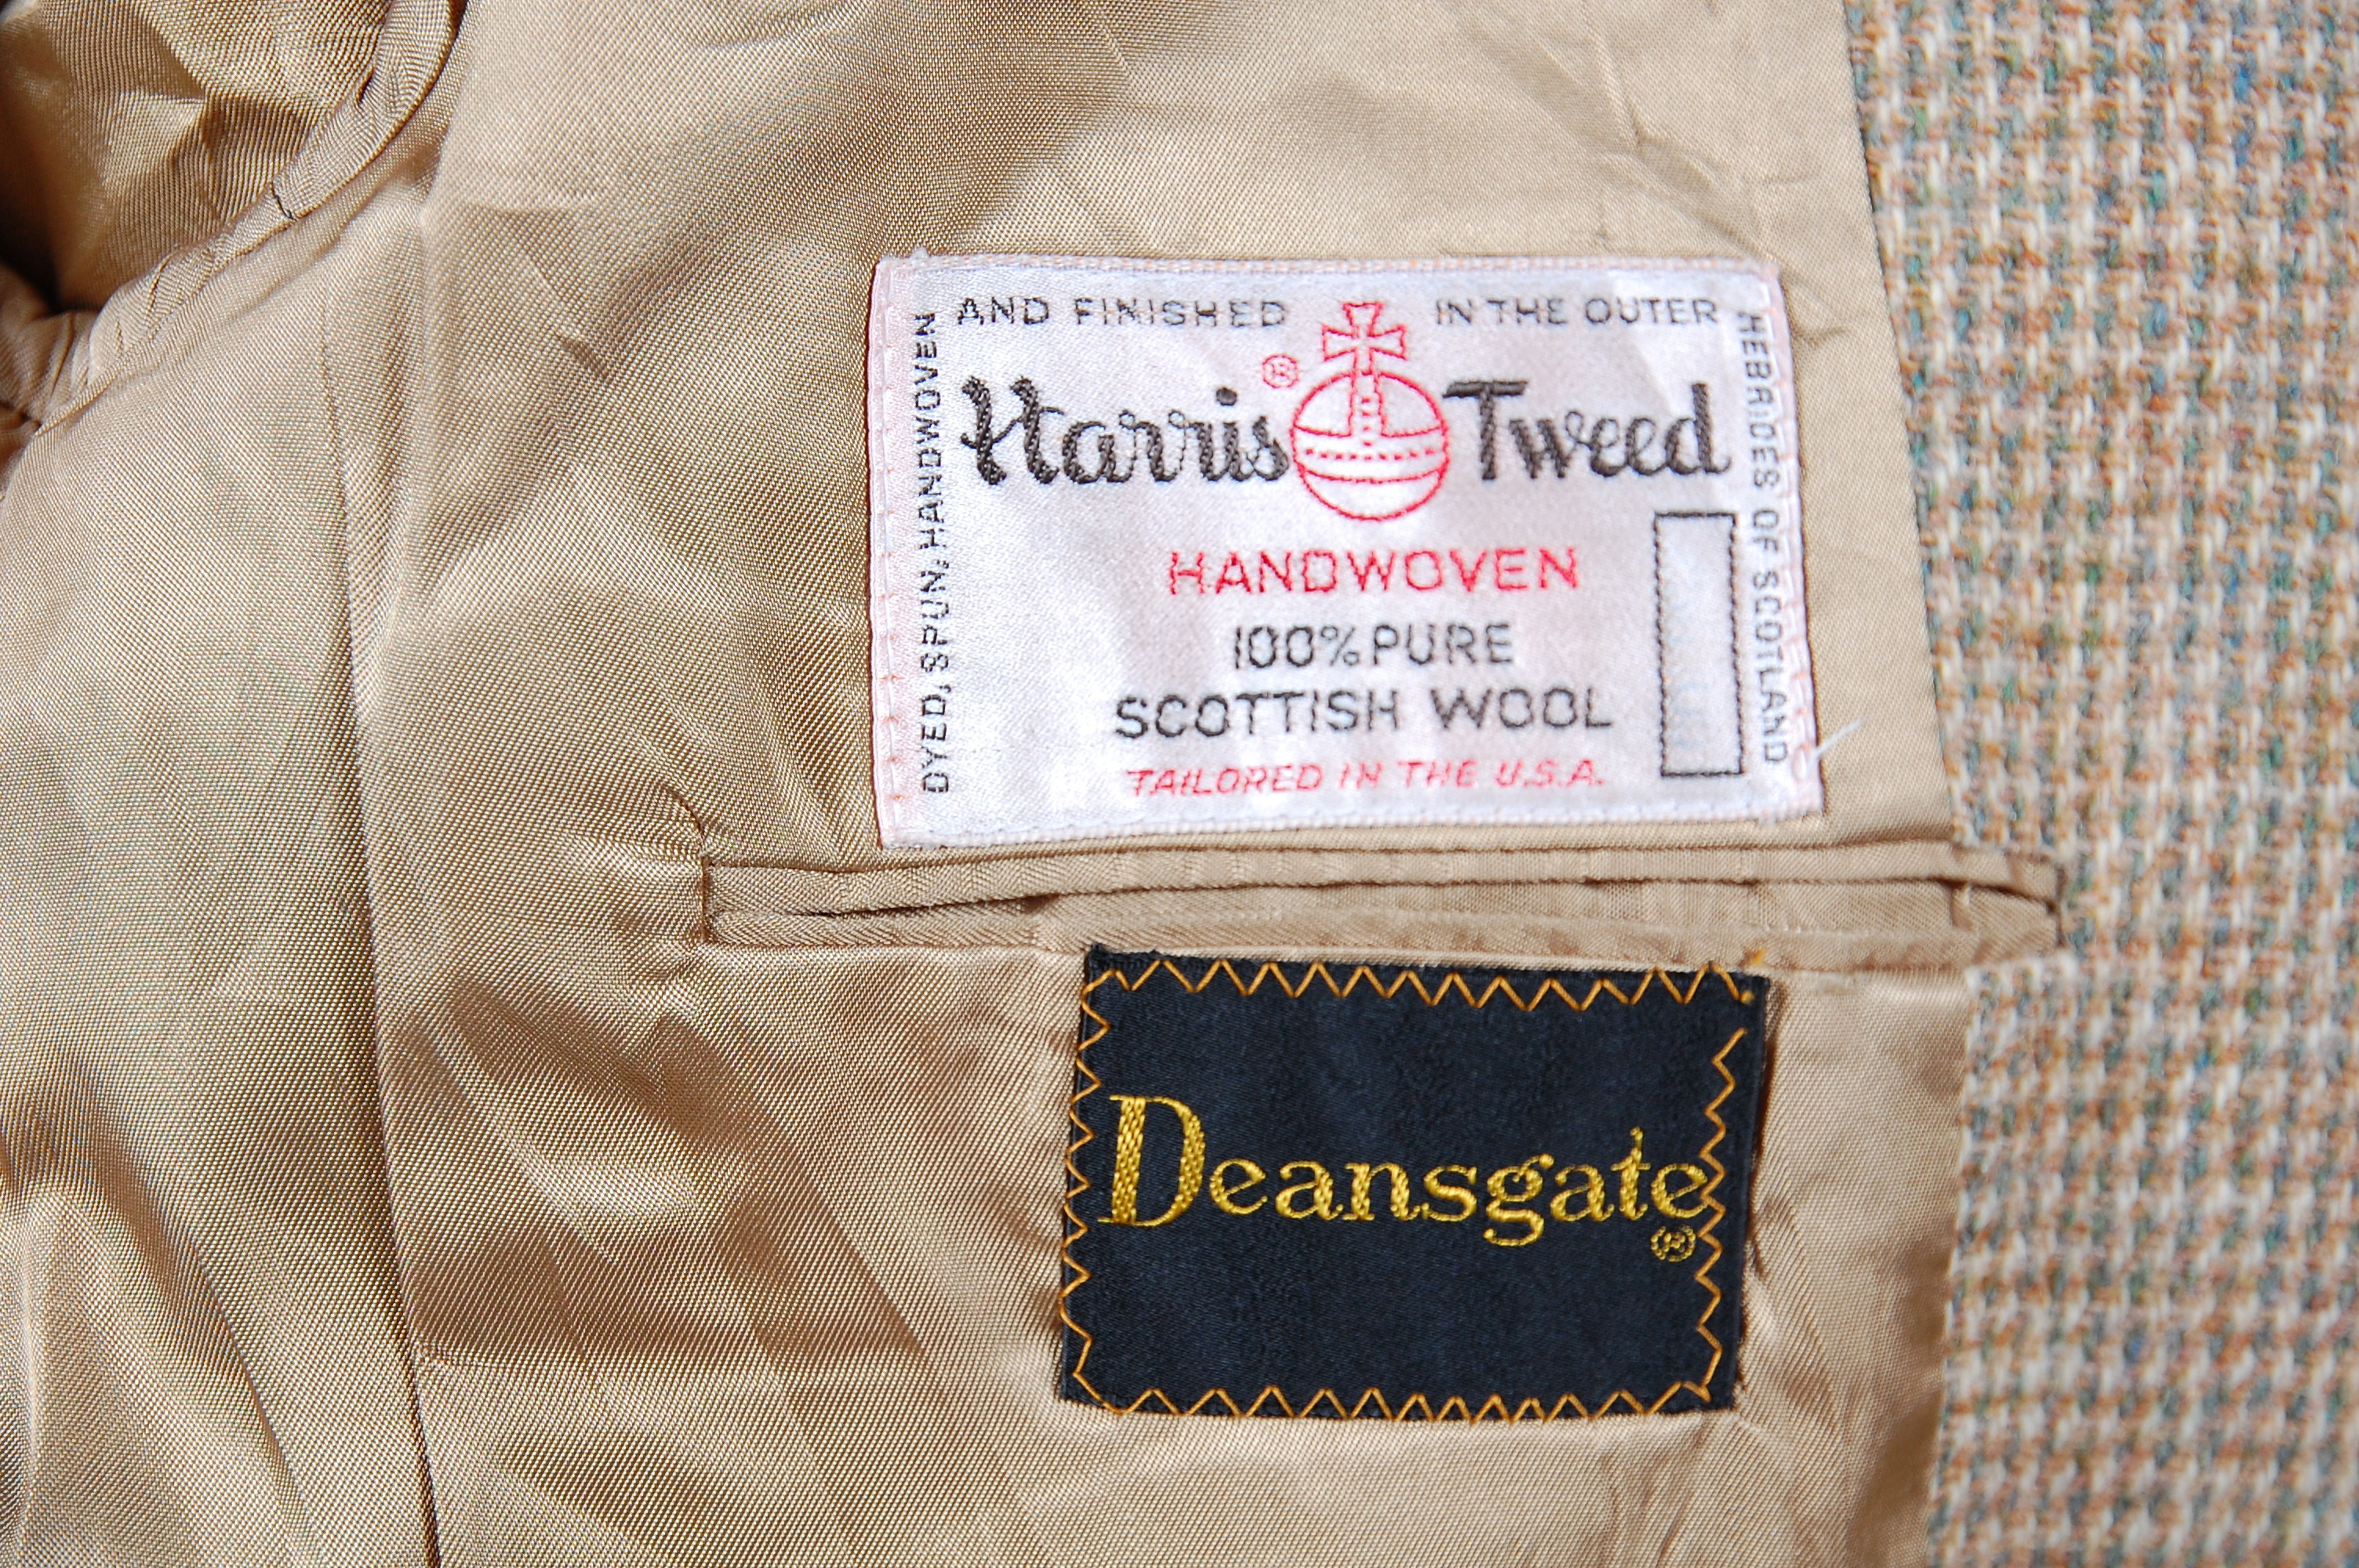 DYED, SPUN, HANDWOVEN
AND FINISHED IN THE OUTER
HEBRIDES OF SCOTLAND
Harris ® Tweed
HANDWOVEN
100% PURE
SCOTTISH WOOL
TAILORED IN THE U.S.A.
Deansgate
®